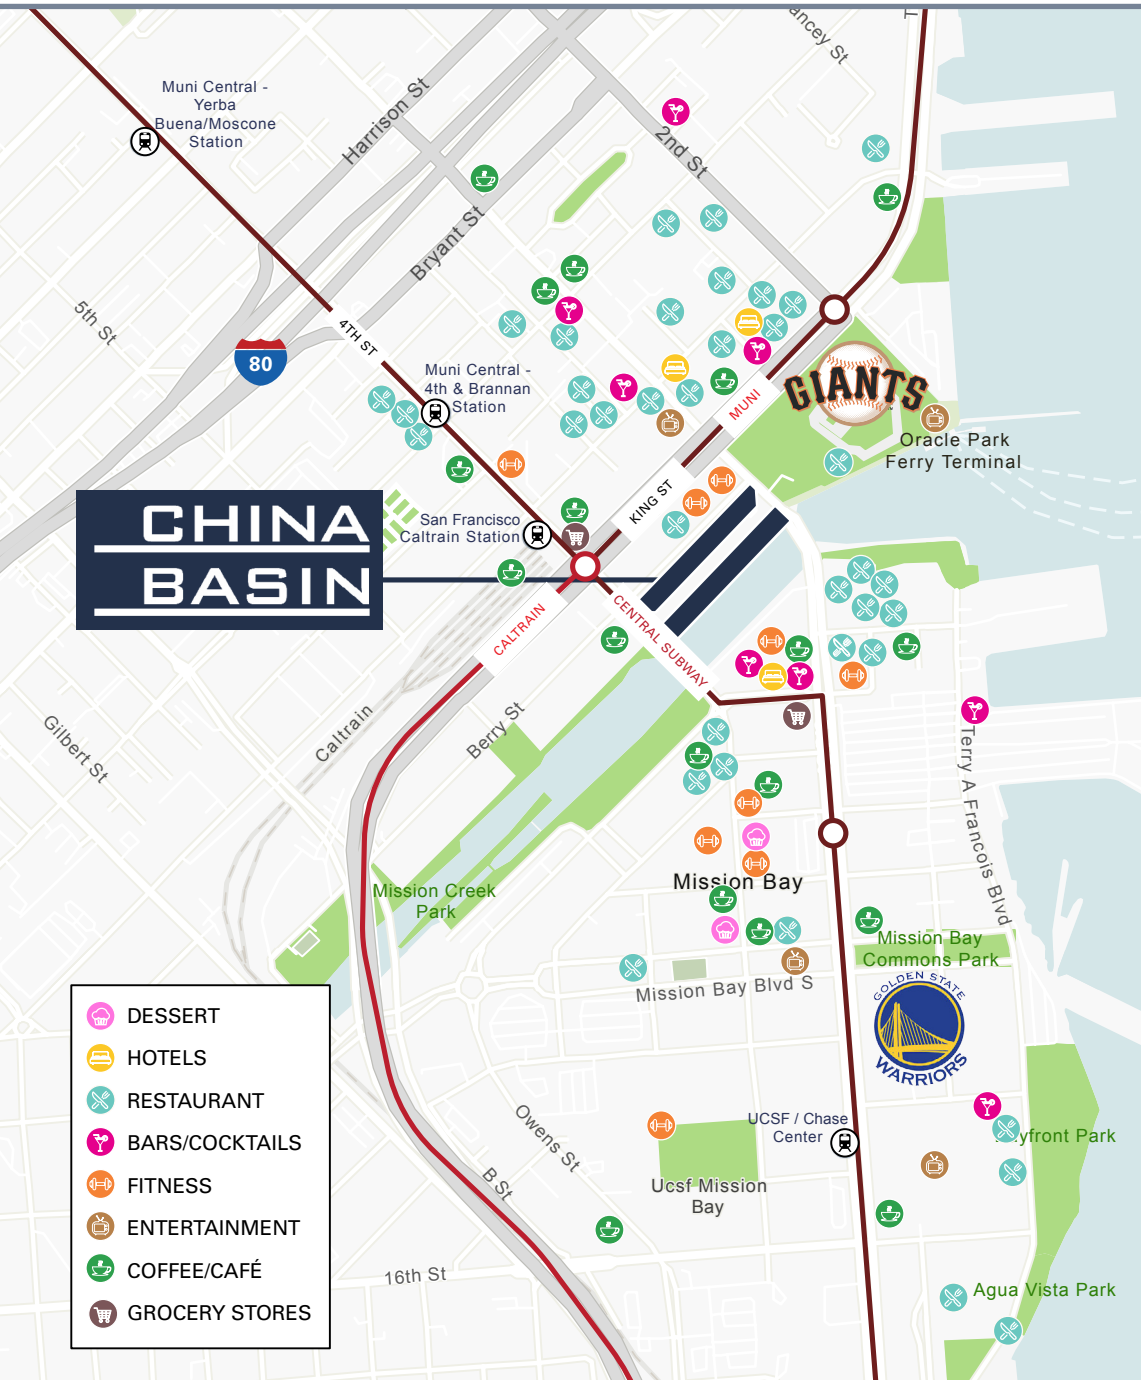 ancey St
T
Muni Central -
Yerba
Buena/Moscone
Station
Harrison St
2nd St
Bryant St
5th St
4TH ST
80
Muni Central -
4th & Brannan
Station
MUNI
GIANTS
Oracle Park
Ferry Terminal
KING ST
San Francisco
Caltrain Station
CHINA
BASIN
CALTRAIN
CENTRAL SUBWAY
Gilbert St
Caltrain
Berry St
Terry A Francois Blvd
Mission Creek
Park
Mission Bay
Mission Bay
Commons Park
Mission Bay Blvd S
GOLDEN STATE
WARRIORS
DESSERT
HOTELS
RESTAURANT
BARS/COCKTAILS
FITNESS
ENTERTAINMENT
COFFEE/CAFÉ
GROCERY STORES
Owens St
B St
UCSF / Chase
Center
yfront Park
Ucsf Mission
Bay
16th St
Agua Vista Park